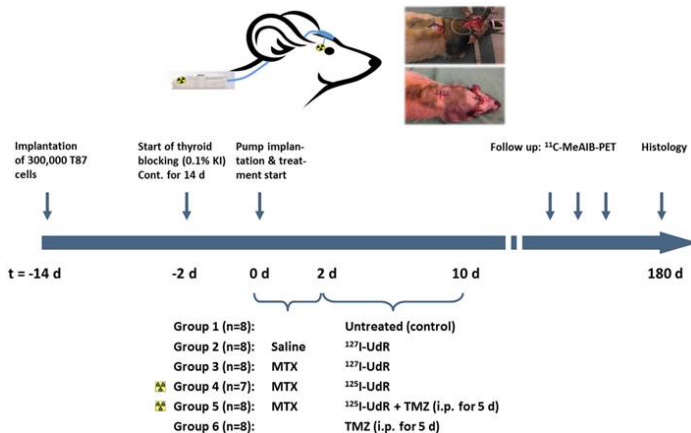 Implantation
of 300,000 T87
cells
Start of thyroid
blocking (0.1% KI)
Cont. for 14 d
Pump implan-
tation & treat-
ment start
Follow up: ¹¹C-MeAIB-PET
Histology
t = -14 d
-2 d
0 d
2 d
10 d
180 d
Group 1 (n=8): Untreated (control)
Group 2 (n=8): Saline ¹²⁷I-UdR
Group 3 (n=8): MTX ¹²⁷I-UdR
Group 4 (n=7): MTX ¹²⁵I-UdR
Group 5 (n=8): MTX ¹²⁵I-UdR + TMZ (i.p. for 5 d)
Group 6 (n=8): TMZ (i.p. for 5 d)